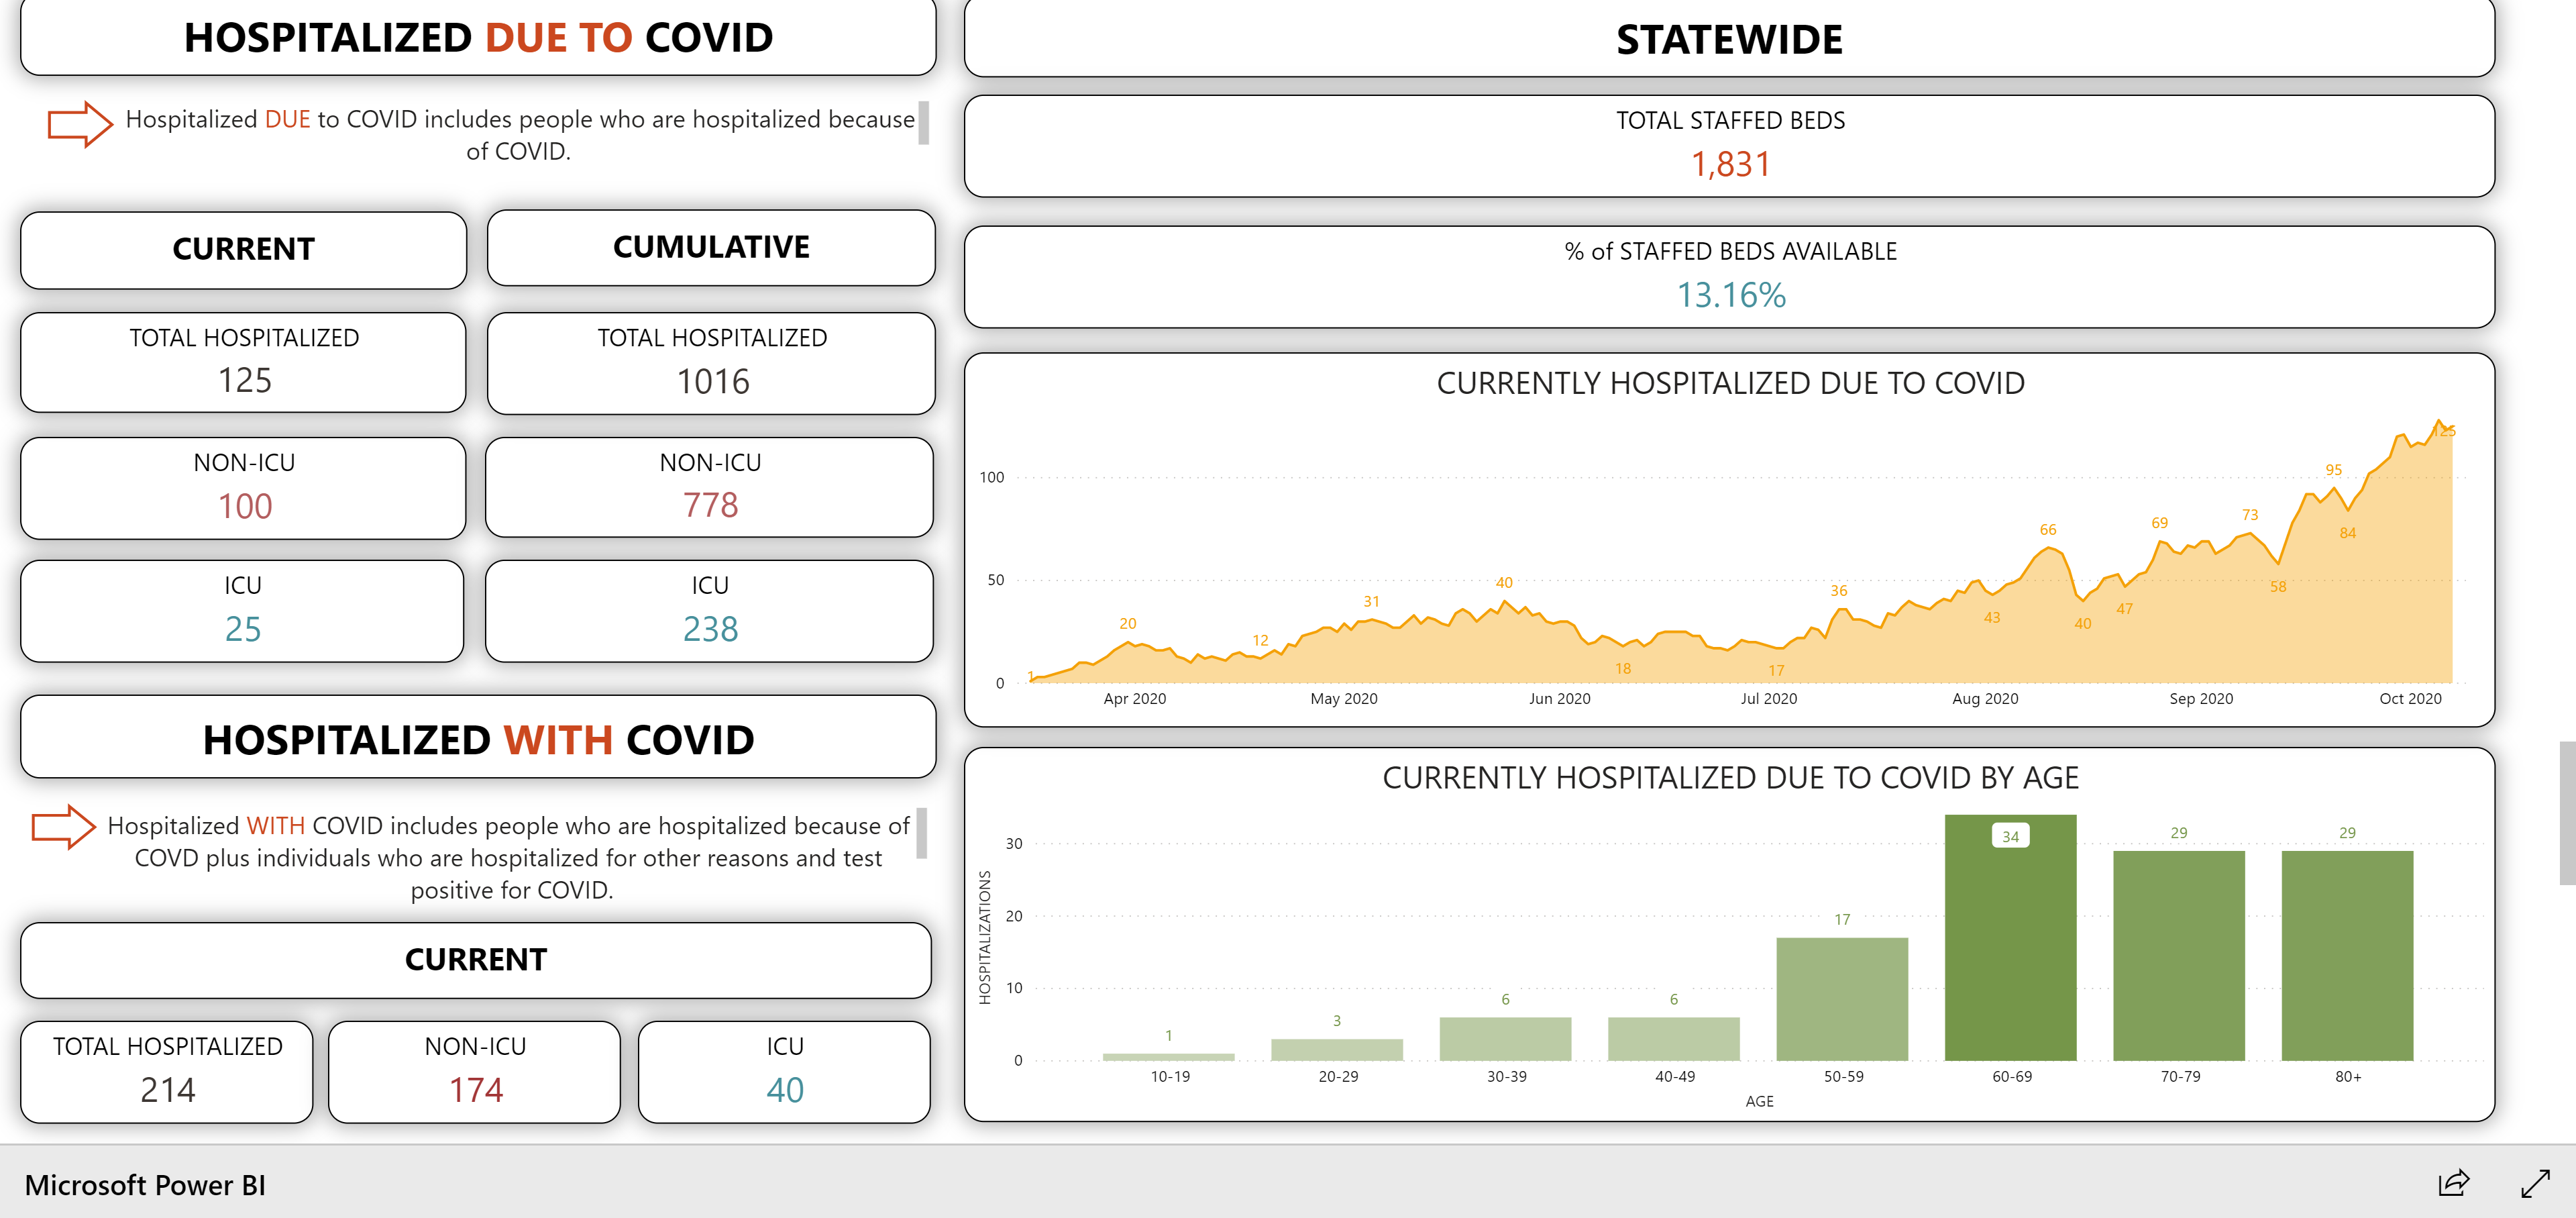 HOSPITALIZED DUE TO COVID
Hospitalized DUE to COVID includes people who are hospitalized because
of COVID.
CURRENT
CUMULATIVE
TOTAL HOSPITALIZED
125
TOTAL HOSPITALIZED
1016
NON-ICU
100
NON-ICU
778
ICU
25
ICU
238
HOSPITALIZED WITH COVID
Hospitalized WITH COVID includes people who are hospitalized because of
COVD plus individuals who are hospitalized for other reasons and test
positive for COVID.
CURRENT
TOTAL HOSPITALIZED
214
NON-ICU
174
ICU
40
STATEWIDE
TOTAL STAFFED BEDS
1,831
% of STAFFED BEDS AVAILABLE
13.16%
CURRENTLY HOSPITALIZED DUE TO COVID
100
50
0
1
20
12
31
40
18
17
36
43
66
40
47
69
73
58
95
84
125
Apr 2020
May 2020
Jun 2020
Jul 2020
Aug 2020
Sep 2020
Oct 2020
CURRENTLY HOSPITALIZED DUE TO COVID BY AGE
HOSPITALIZATIONS
30
20
10
0
1
3
6
6
17
34
29
29
10-19
20-29
30-39
40-49
50-59
60-69
70-79
80+
AGE
Microsoft Power BI